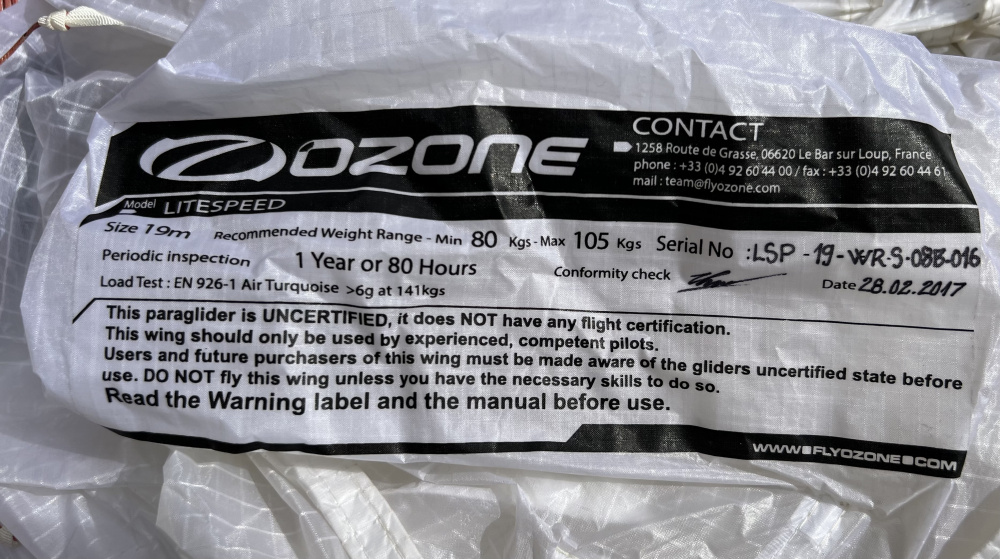 OZONE
CONTACT
1258 Route de Grasse, 06620 Le Bar sur Loup, France
phone : +33 (0)4 92 60 44 00 / fax : +33 (0)4 92 60 44 61
mail : team@flyozone.com
Model LITESPEED
Size 19m Recommended Weight Range - Min 80 Kgs - Max 105 Kgs Serial No : LSP - 19 - WR-S-08B-016
Periodic inspection 1 Year or 80 Hours Conformity check Date 28.02.2017
Load Test : EN 926-1 Air Turquoise >6g at 141kgs
This paraglider is UNCERTIFIED, it does NOT have any flight certification.
This wing should only be used by experienced, competent pilots.
Users and future purchasers of this wing must be made aware of the gliders uncertified state before
use. DO NOT fly this wing unless you have the necessary skills to do so.
Read the Warning label and the manual before use.
WWW.FLYOZONE.COM